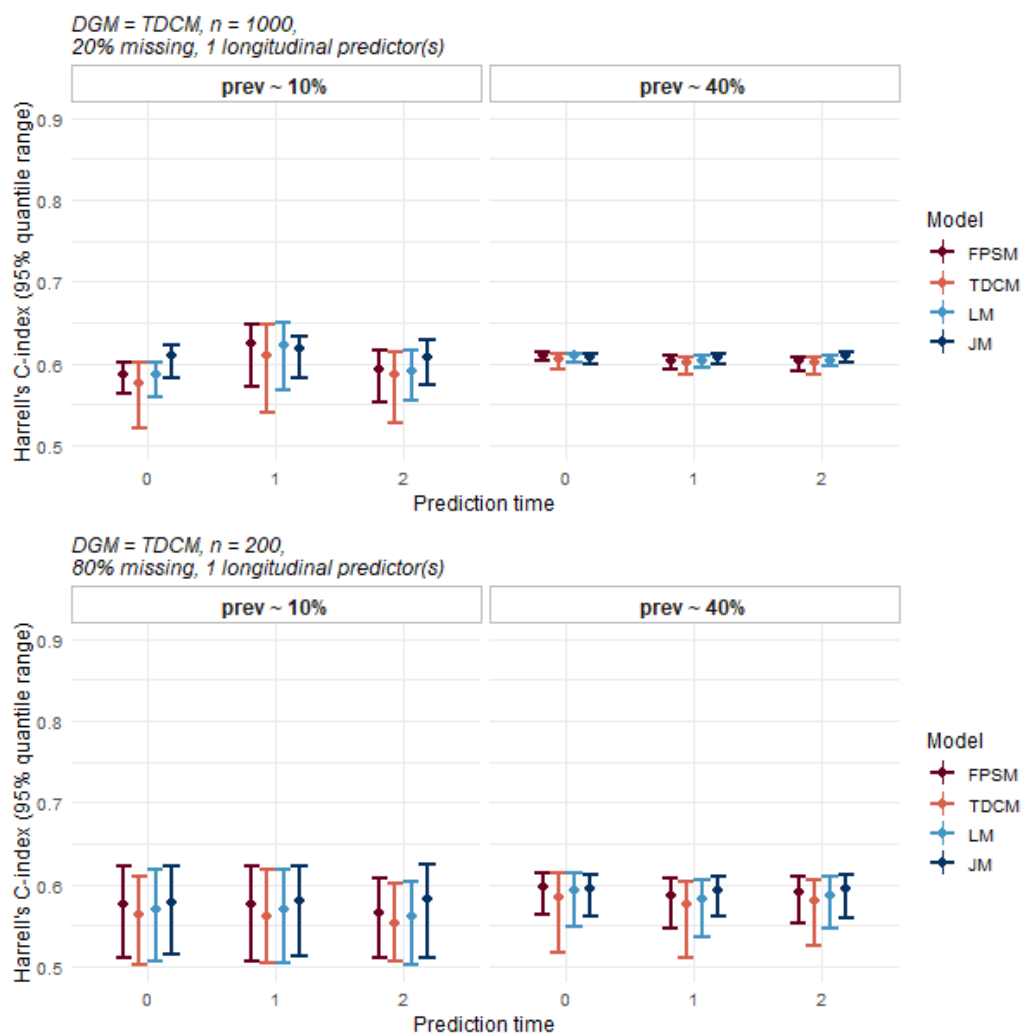 DGM = TDCM, n = 1000,
20% missing, 1 longitudinal predictor(s)
prev ~ 10%
prev ~ 40%
Harrell's C-index (95% quantile range)
0.9
0.8
0.7
0.6
0.5
0
1
2
0
1
2
Prediction time
Model
FPSM
TDCM
LM
JM
DGM = TDCM, n = 200,
80% missing, 1 longitudinal predictor(s)
prev ~ 10%
prev ~ 40%
Harrell's C-index (95% quantile range)
0.9
0.8
0.7
0.6
0.5
0
1
2
0
1
2
Prediction time
Model
FPSM
TDCM
LM
JM